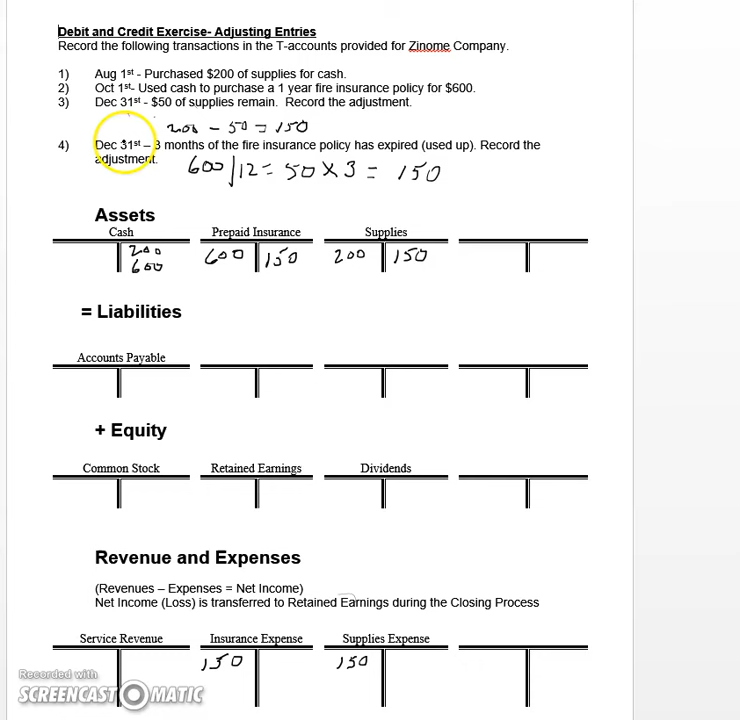 Debit and Credit Exercise- Adjusting Entries
Record the following transactions in the T-accounts provided for Zinome Company.
1) Aug 1st - Purchased $200 of supplies for cash.
2) Oct 1st- Used cash to purchase a 1 year fire insurance policy for $600.
3) Dec 31st - $50 of supplies remain. Record the adjustment.
200 - 50 = 150
4) Dec 31st – 3 months of the fire insurance policy has expired (used up). Record the
adjustment.
600/12 = 50 x 3 = 150
Assets
Cash Prepaid Insurance Supplies
200 600 150 200 150
600
= Liabilities
Accounts Payable
+ Equity
Common Stock Retained Earnings Dividends
Revenue and Expenses
(Revenues – Expenses = Net Income)
Net Income (Loss) is transferred to Retained Earnings during the Closing Process
Service Revenue Insurance Expense Supplies Expense
150 150
Recorded with
SCREENCAST-O-MATIC